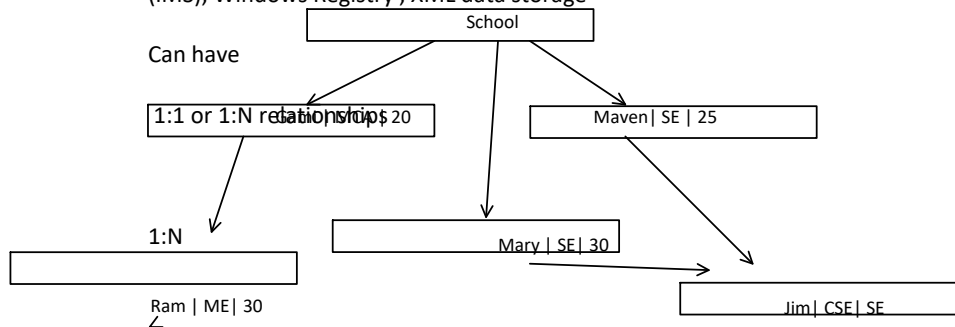 (IMS), Windows Registry , XML data storage
School
Can have
1:1 or 1:N relationships
| 20
Maven| SE | 25
1:N
Mary | SE| 30
Ram | ME| 30
Jim| CSE| SE